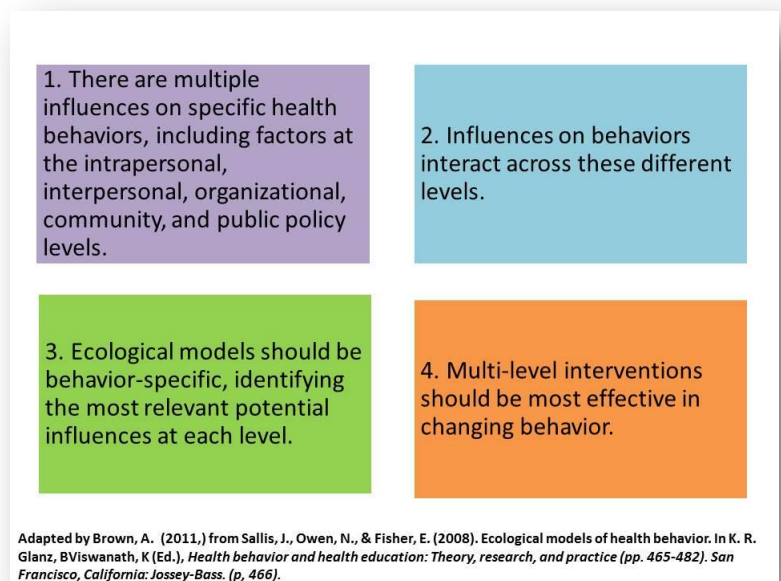 1. There are multiple
influences on specific health
behaviors, including factors at
the intrapersonal,
interpersonal, organizational,
community, and public policy
levels.
2. Influences on behaviors
interact across these different
levels.
3. Ecological models should be
behavior-specific, identifying
the most relevant potential
influences at each level.
4. Multi-level interventions
should be most effective in
changing behavior.
Adapted by Brown, A. (2011,) from Sallis, J., Owen, N., & Fisher, E. (2008). Ecological models of health behavior. In K. R.
Glanz, BViswanath, K (Ed.), Health behavior and health education: Theory, research, and practice (pp. 465-482). San
Francisco, California: Jossey-Bass. (p, 466).